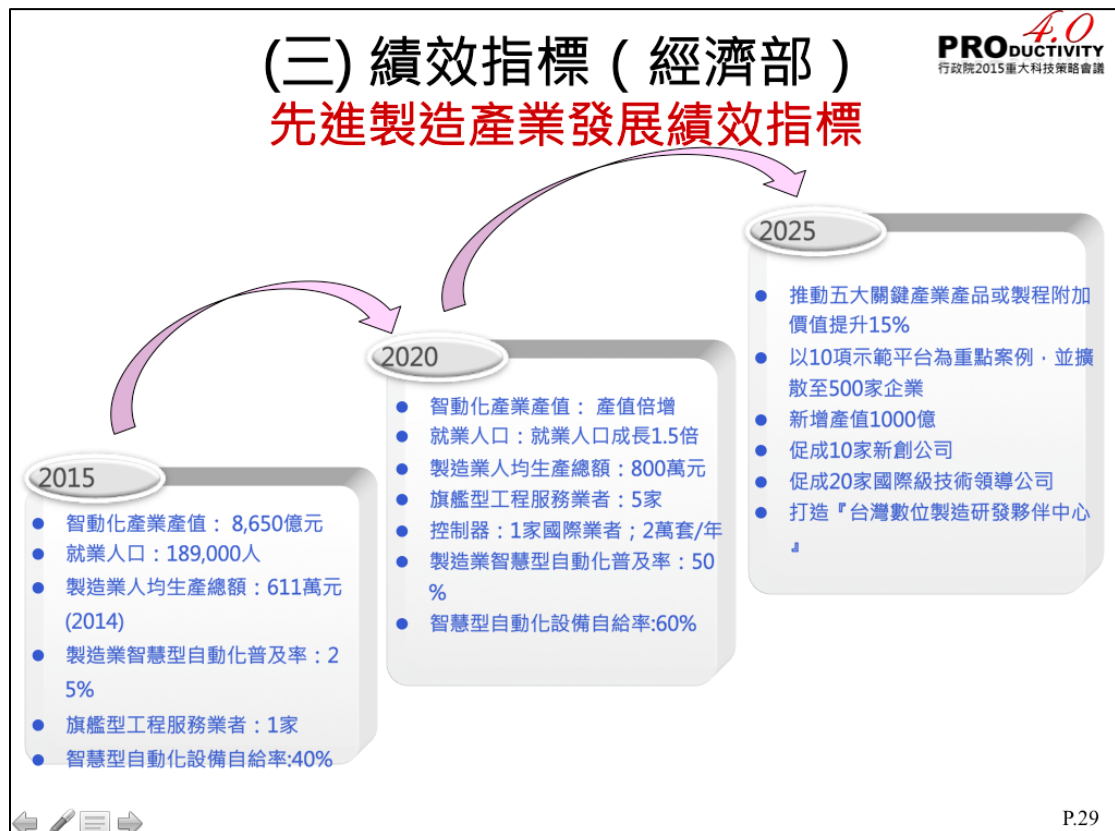 (三) 績效指標（經濟部）
先進製造產業發展績效指標
4.0
PRODUCTIVITY
行政院2015重大科技策略會議
2015
智動化產業產值： 8,650億元
就業人口：189,000人
製造業人均生產總額：611萬元
(2014)
製造業智慧型自動化普及率：2
5%
旗艦型工程服務業者：1家
智慧型自動化設備自給率:40%
2020
智動化產業產值： 產值倍增
就業人口：就業人口成長1.5倍
製造業人均生產總額：800萬元
旗艦型工程服務業者：5家
控制器：1家國際業者；2萬套/年
製造業智慧型自動化普及率：50
%
智慧型自動化設備自給率:60%
2025
推動五大關鍵產業產品或製程附加
價值提升15%
以10項示範平台為重點案例，並擴
散至500家企業
新增產值1000億
促成10家新創公司
促成20家國際級技術領導公司
打造『台灣數位製造研發夥伴中心
』
P.29